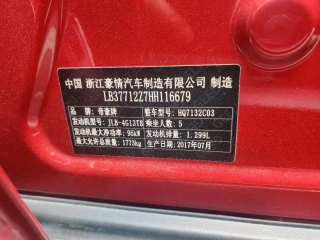 中国 浙江豪情汽车制造有限公司 制造
LB37712Z7HH116679
品牌:帝豪牌 整车型号:HQ7132C03
发动机型号:JLB-4G13TB 乘坐人数:5
发动机最大净功率:95kW 发动机排量:1.299L
最大允许总质量:1773kg 生产日期:2017年07月